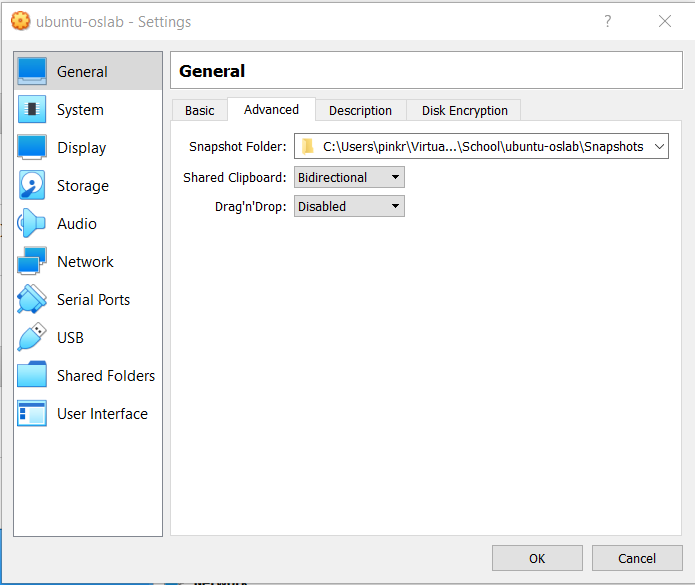 ubuntu-oslab - Settings
?
General
System
Display
Storage
Audio
Network
Serial Ports
USB
Shared Folders
User Interface
General
Basic Advanced Description Disk Encryption
Snapshot Folder: C:\Users\pinkr\Virtua...\School\ubuntu-oslab\Snapshots
Shared Clipboard: Bidirectional
Drag'n'Drop: Disabled
OK Cancel